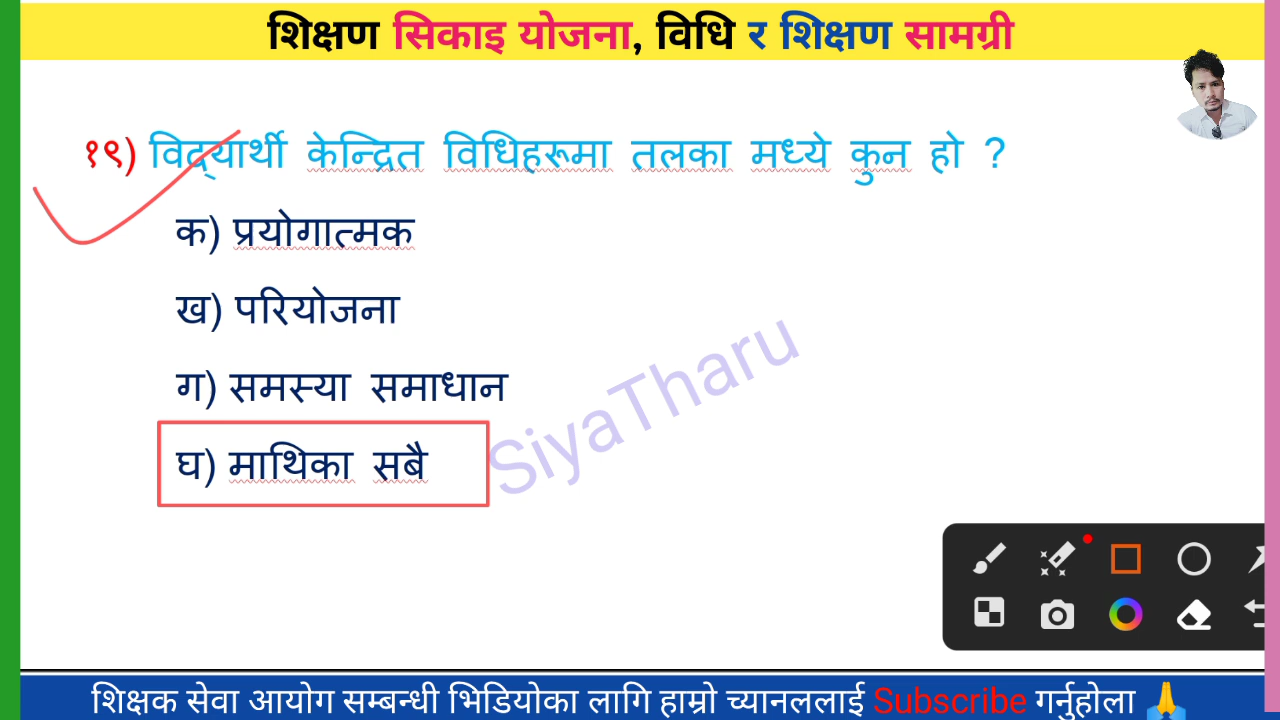 शिक्षण सिकाइ योजना, विधि र शिक्षण सामग्री
१९) विद्यार्थी केन्द्रित विधिहरूमा तलका मध्ये कुन हो ?
क) प्रयोगात्मक
ख) परियोजना
ग) समस्या समाधान
घ) माथिका सबै
SiyaTharu
शिक्षक सेवा आयोग सम्बन्धी भिडियोका लागि हाम्रो च्यानललाई Subscribe गर्नुहोला 🙏